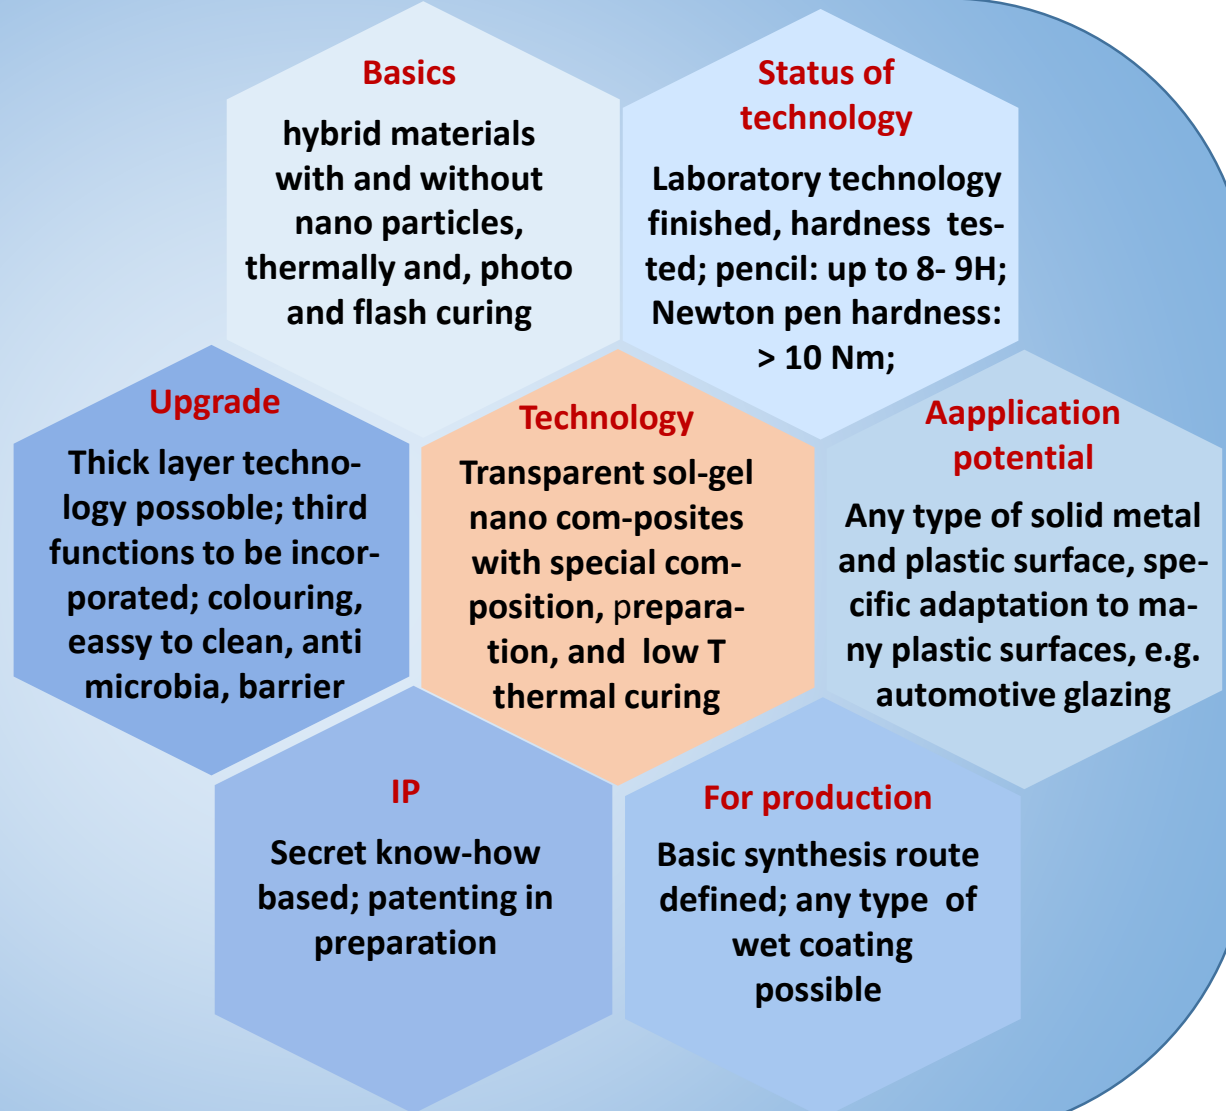 Basics
hybrid materials
with and without
nano particles,
thermally and, photo
and flash curing
Status of
technology
Laboratory technology
finished, hardness tes-
ted; pencil: up to 8- 9H;
Newton pen hardness:
> 10 Nm;
Upgrade
Thick layer techno-
logy possoble; third
functions to be incor-
porated; colouring,
eassy to clean, anti
microbia, barrier
Technology
Transparent sol-gel
nano com-posites
with special com-
position, prepara-
tion, and low T
thermal curing
Aapplication
potential
Any type of solid metal
and plastic surface, spe-
cific adaptation to ma-
ny plastic surfaces, e.g.
automotive glazing
IP
Secret know-how
based; patenting in
preparation
For production
Basic synthesis route
defined; any type of
wet coating
possible